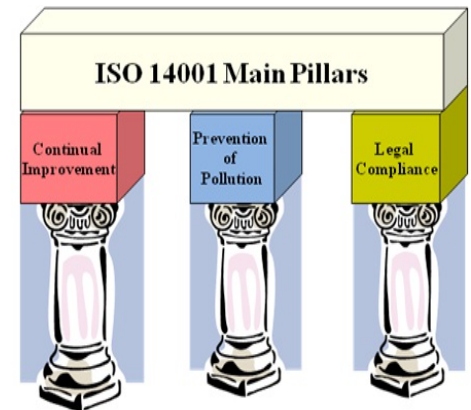 ISO 14001 Main Pillars
Continual
Improvement
Prevention
of
Pollution
Legal
Compliance